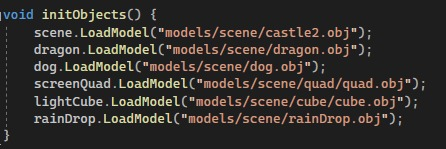 void initObjects() {
scene.LoadModel("models/scene/castle2.obj");
dragon.LoadModel("models/scene/dragon.obj");
dog.LoadModel("models/scene/dog.obj");
screenQuad.LoadModel("models/scene/quad/quad.obj");
lightCube.LoadModel("models/scene/cube/cube.obj");
rainDrop.LoadModel("models/scene/rainDrop.obj");
}